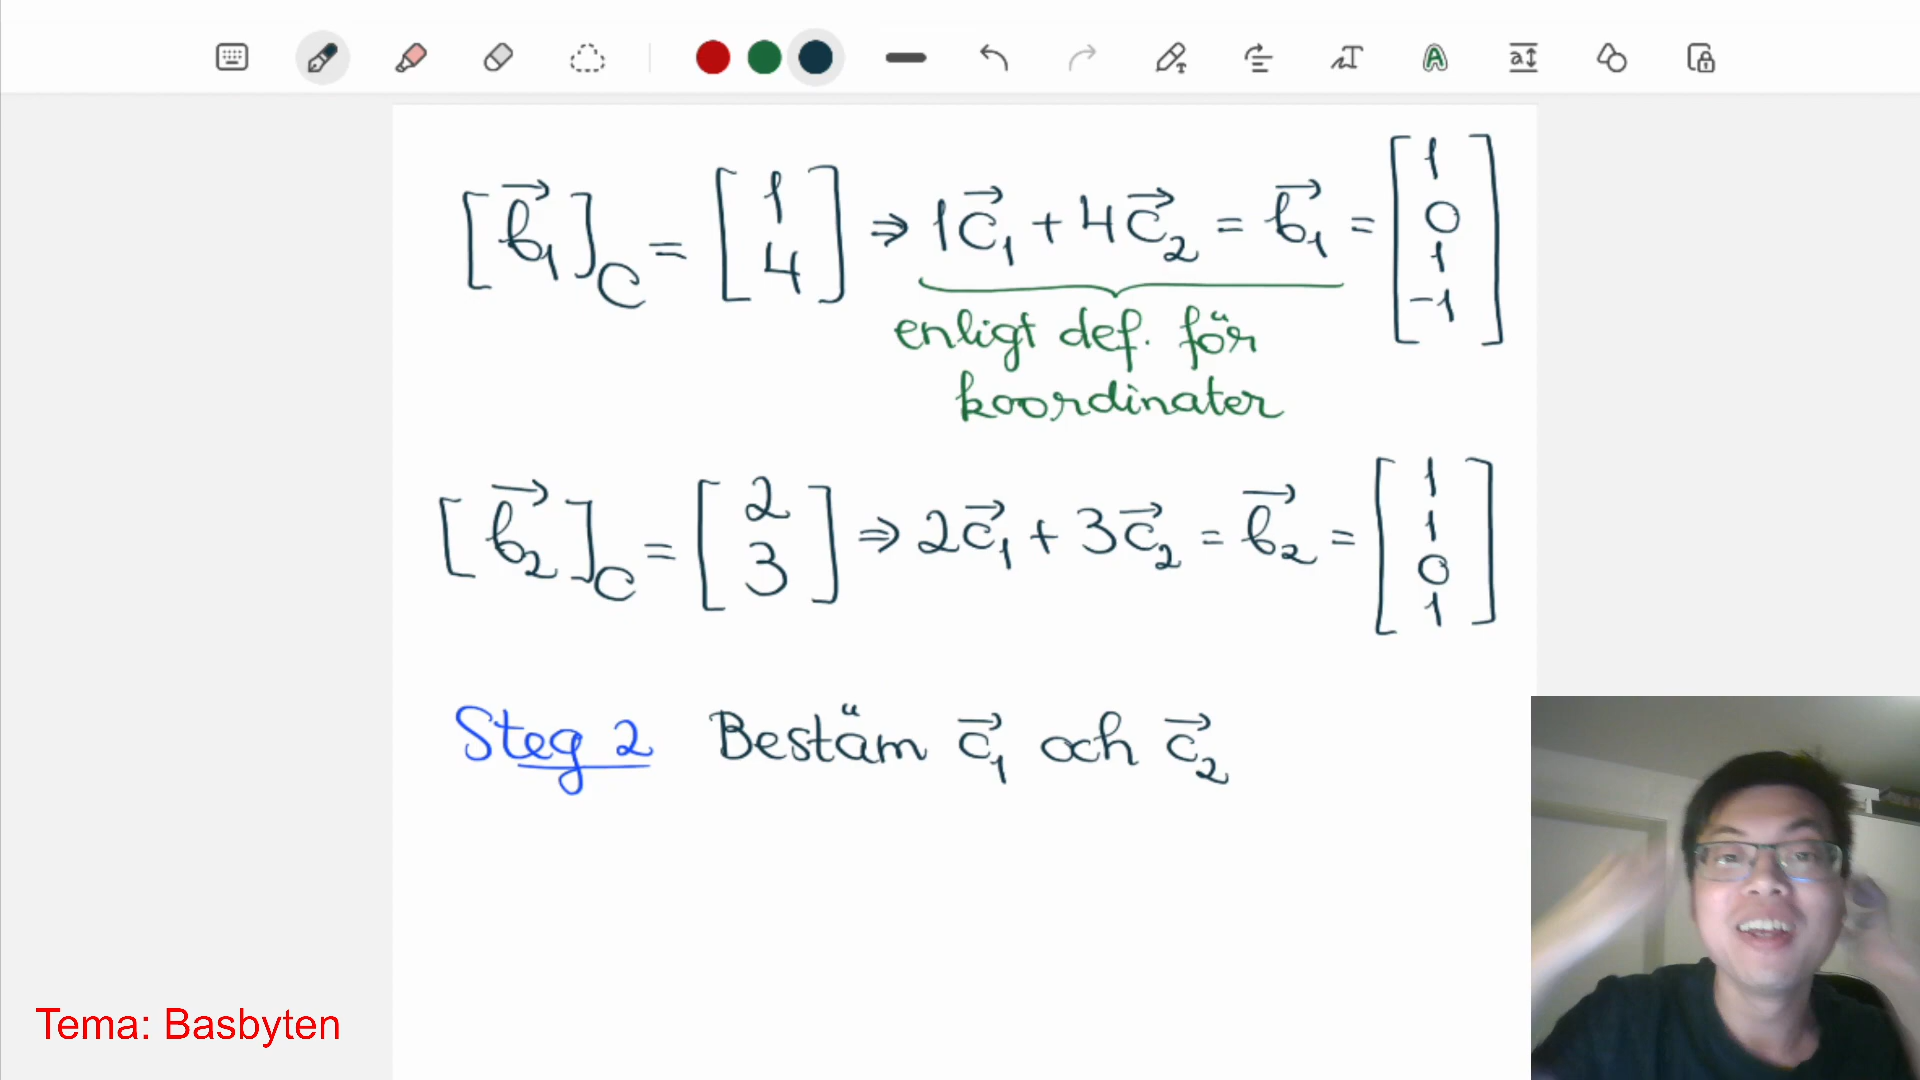 [b⃗₁]_C = [1 4] ⇒ 1c⃗₁ + 4c⃗₂ = b⃗₁ = [1 0 1 -1]
enligt def. för
koordinater
[b⃗₂]_C = [2 3] ⇒ 2c⃗₁ + 3c⃗₂ = b⃗₂ = [1 1 0 1]
Steg 2 Bestäm c⃗₁ och c⃗₂
Tema: Basbyten